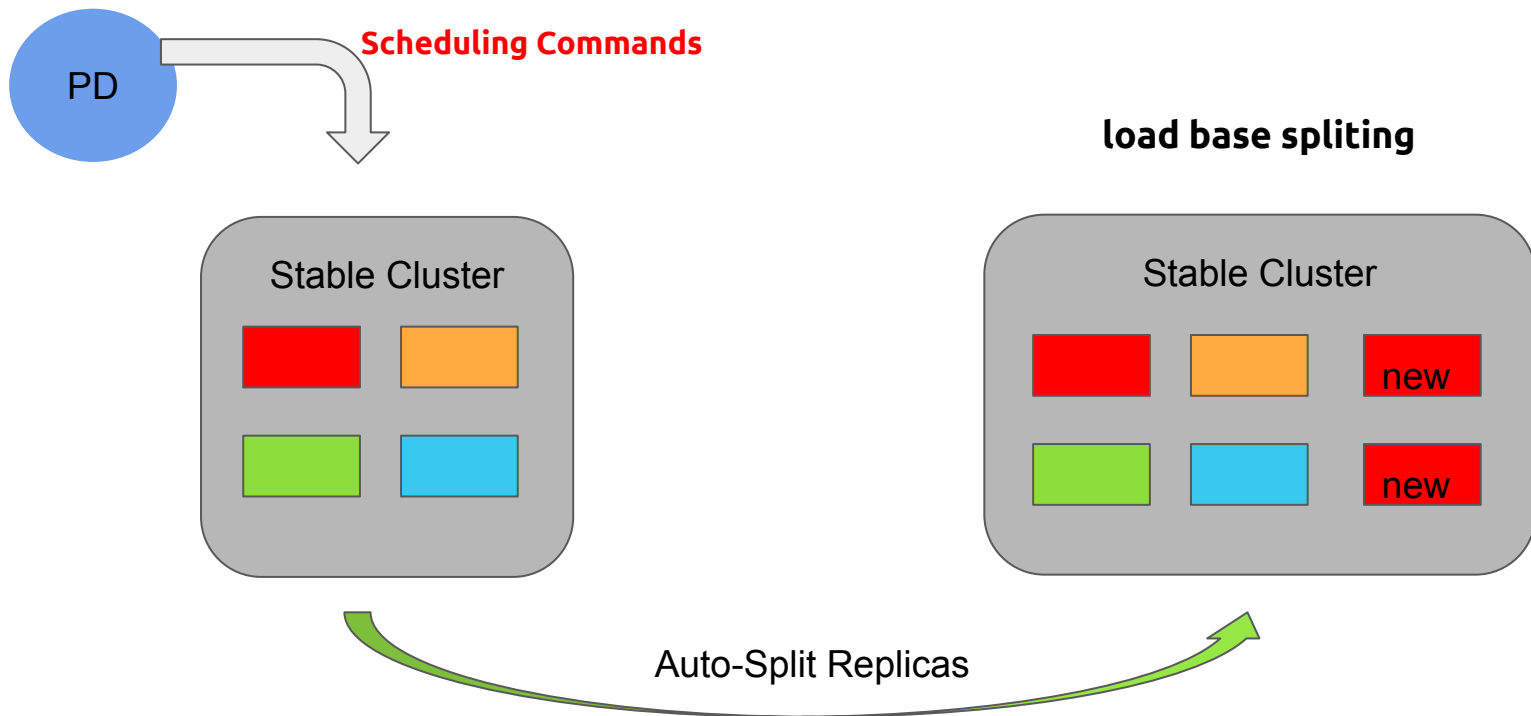 Scheduling Commands
PD
load base spliting
Stable Cluster
Stable Cluster
new
new
Auto-Split Replicas